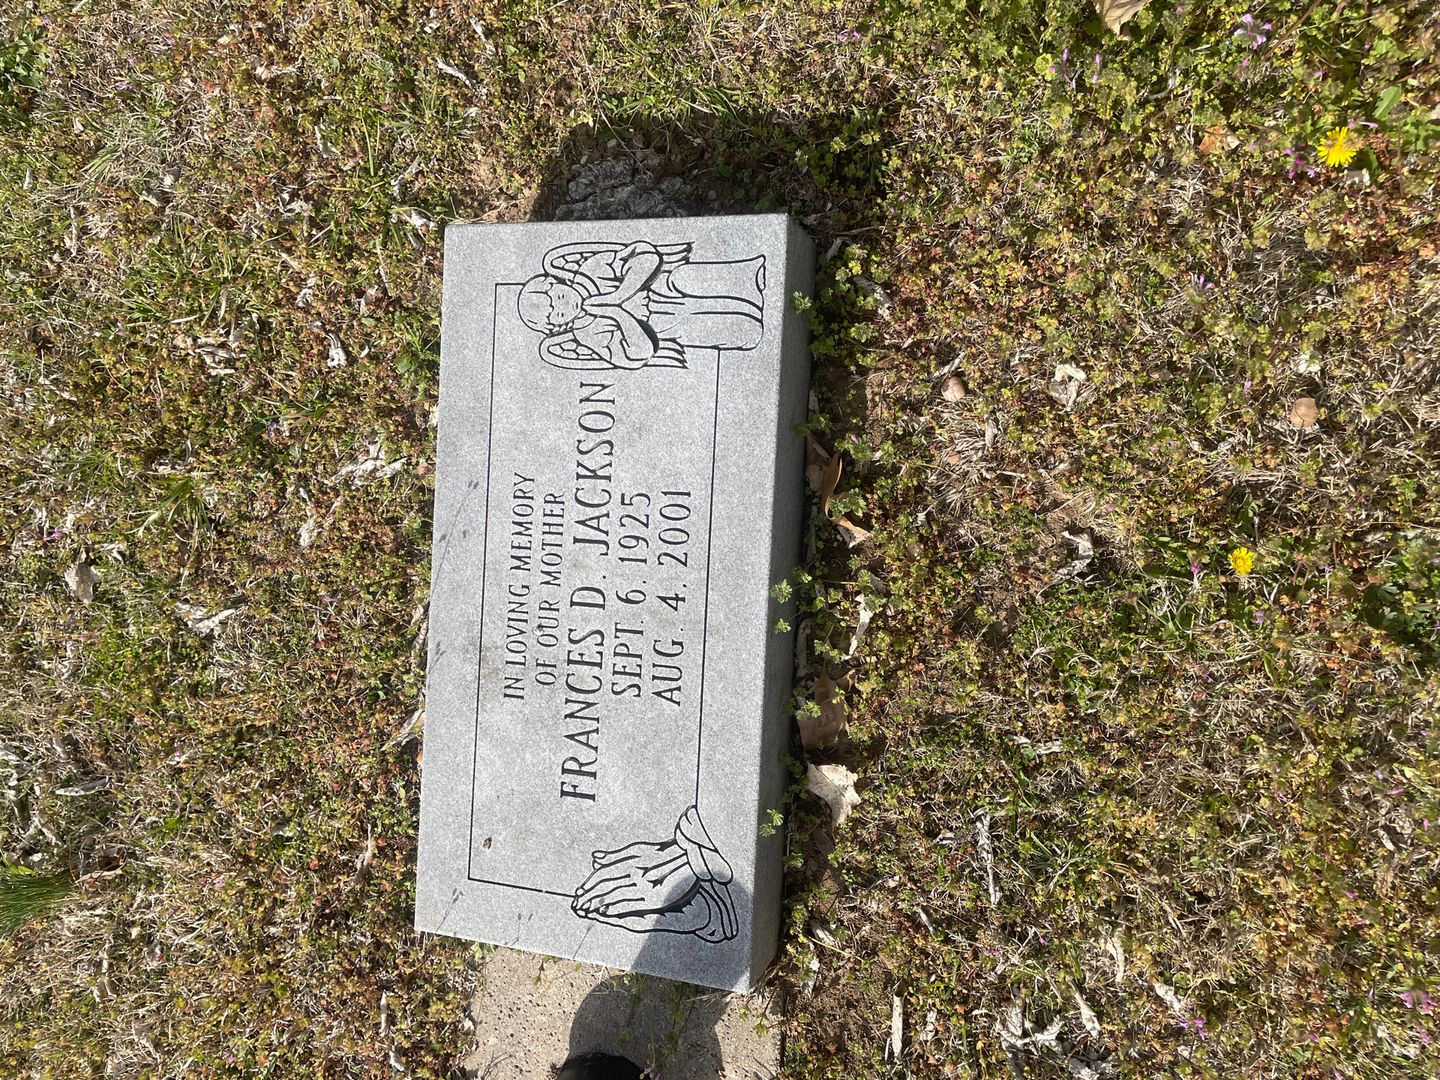 IN LOVING MEMORY
OF OUR MOTHER
FRANCES D. JACKSON
SEPT. 6. 1925
AUG. 4. 2001